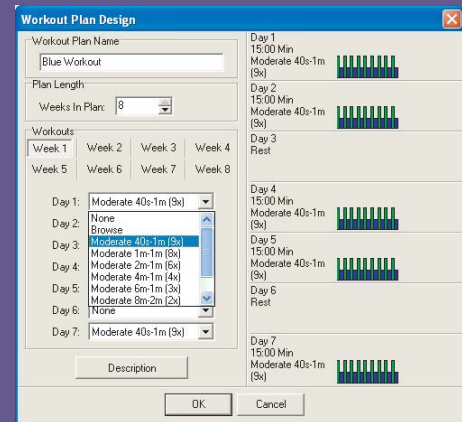 Workout Plan Design
Workout Plan Name
Blue Workout
Plan Length
Weeks In Plan: 8
Workouts
Week 1 Week 2 Week 3 Week 4
Week 5 Week 6 Week 7 Week 8
Day 1: Moderate 40s-1m (9x)
Day 2: None
Browse
Day 3: Moderate 40s-1m (9x)
Moderate 1m-1m (8x)
Day 4: Moderate 2m-1m (6x)
Moderate 4m-1m (4x)
Day 5: Moderate 6m-1m (3x)
Moderate 8m-2m (2x)
Day 6: None
Day 7: Moderate 40s-1m (9x)
Description
Day 1
15:00 Min
Moderate 40s-1m
(9x)
Day 2
15:00 Min
Moderate 40s-1m
(9x)
Day 3
Rest
Day 4
15:00 Min
Moderate 40s-1m
(9x)
Day 5
15:00 Min
Moderate 40s-1m
(9x)
Day 6
Rest
Day 7
15:00 Min
Moderate 40s-1m
(9x)
OK Cancel